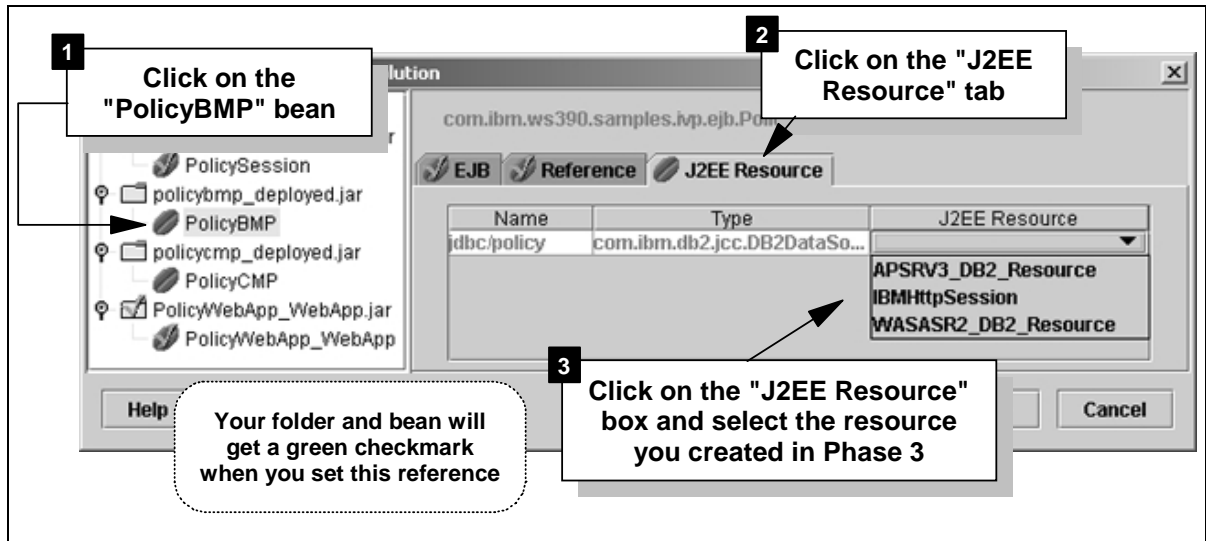 1
Click on the
"PolicyBMP" bean
2
Click on the "J2EE
Resource" tab
lution
com.ibm.ws390.samples.ivp.ejb.Poli
r
PolicySession
policybmp_deployed.jar
PolicyBMP
policycmp_deployed.jar
PolicyCMP
PolicyWebApp_WebApp.jar
PolicyWebApp_WebApp
EJB Reference J2EE Resource
Name Type J2EE Resource
jdbc/policy com.ibm.db2.jcc.DB2DataSo...
APSRV3_DB2_Resource
IBMHttpSession
WASASR2_DB2_Resource
3
Click on the "J2EE Resource"
box and select the resource
you created in Phase 3
Help
Your folder and bean will
get a green checkmark
when you set this reference
Cancel